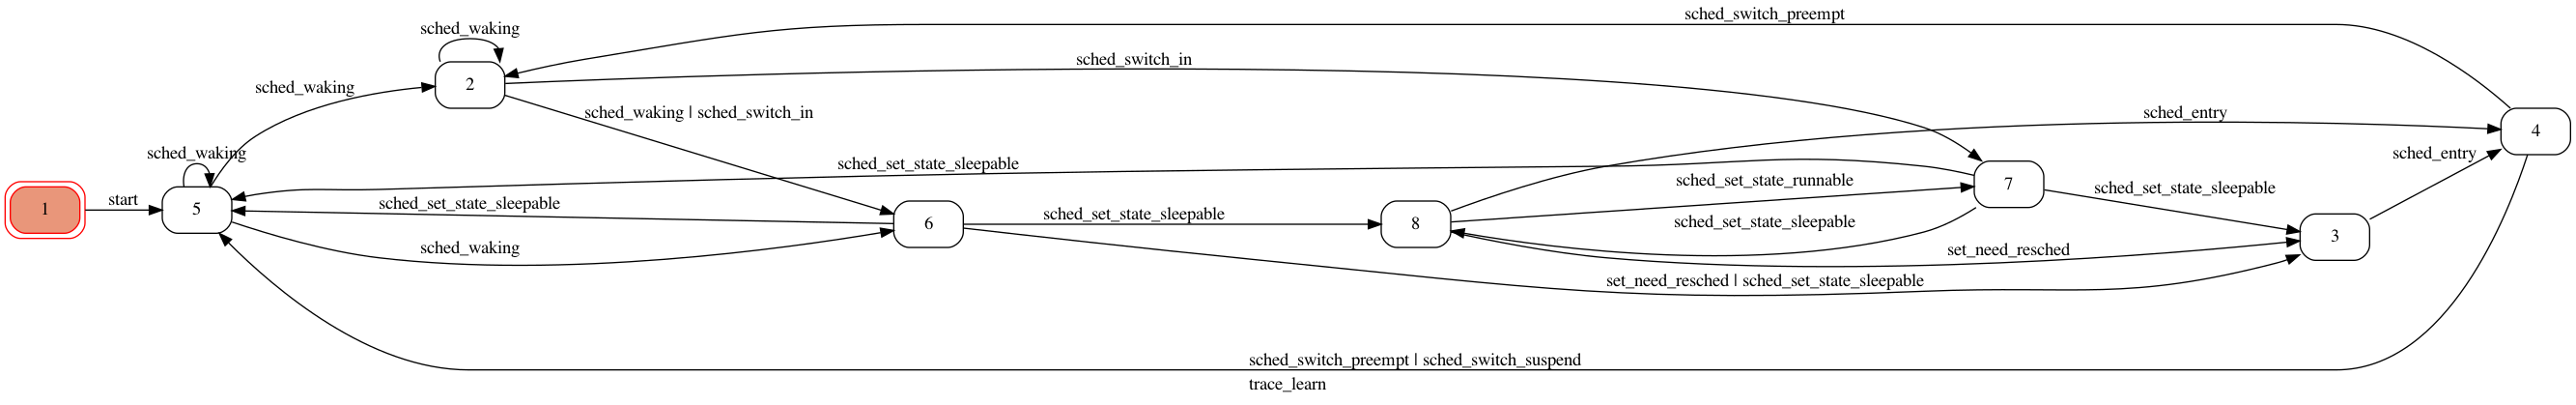 sched_switch_preempt
sched_waking
sched_switch_in
2
sched_waking
sched_waking | sched_switch_in
sched_entry
4
sched_waking
sched_entry
sched_set_state_sleepable
sched_set_state_runnable
7
sched_set_state_sleepable
1
start
5
sched_set_state_sleepable
sched_set_state_sleepable
6
8
sched_set_state_sleepable
3
sched_waking
set_need_resched
set_need_resched | sched_set_state_sleepable
sched_switch_preempt | sched_switch_suspend
trace_learn